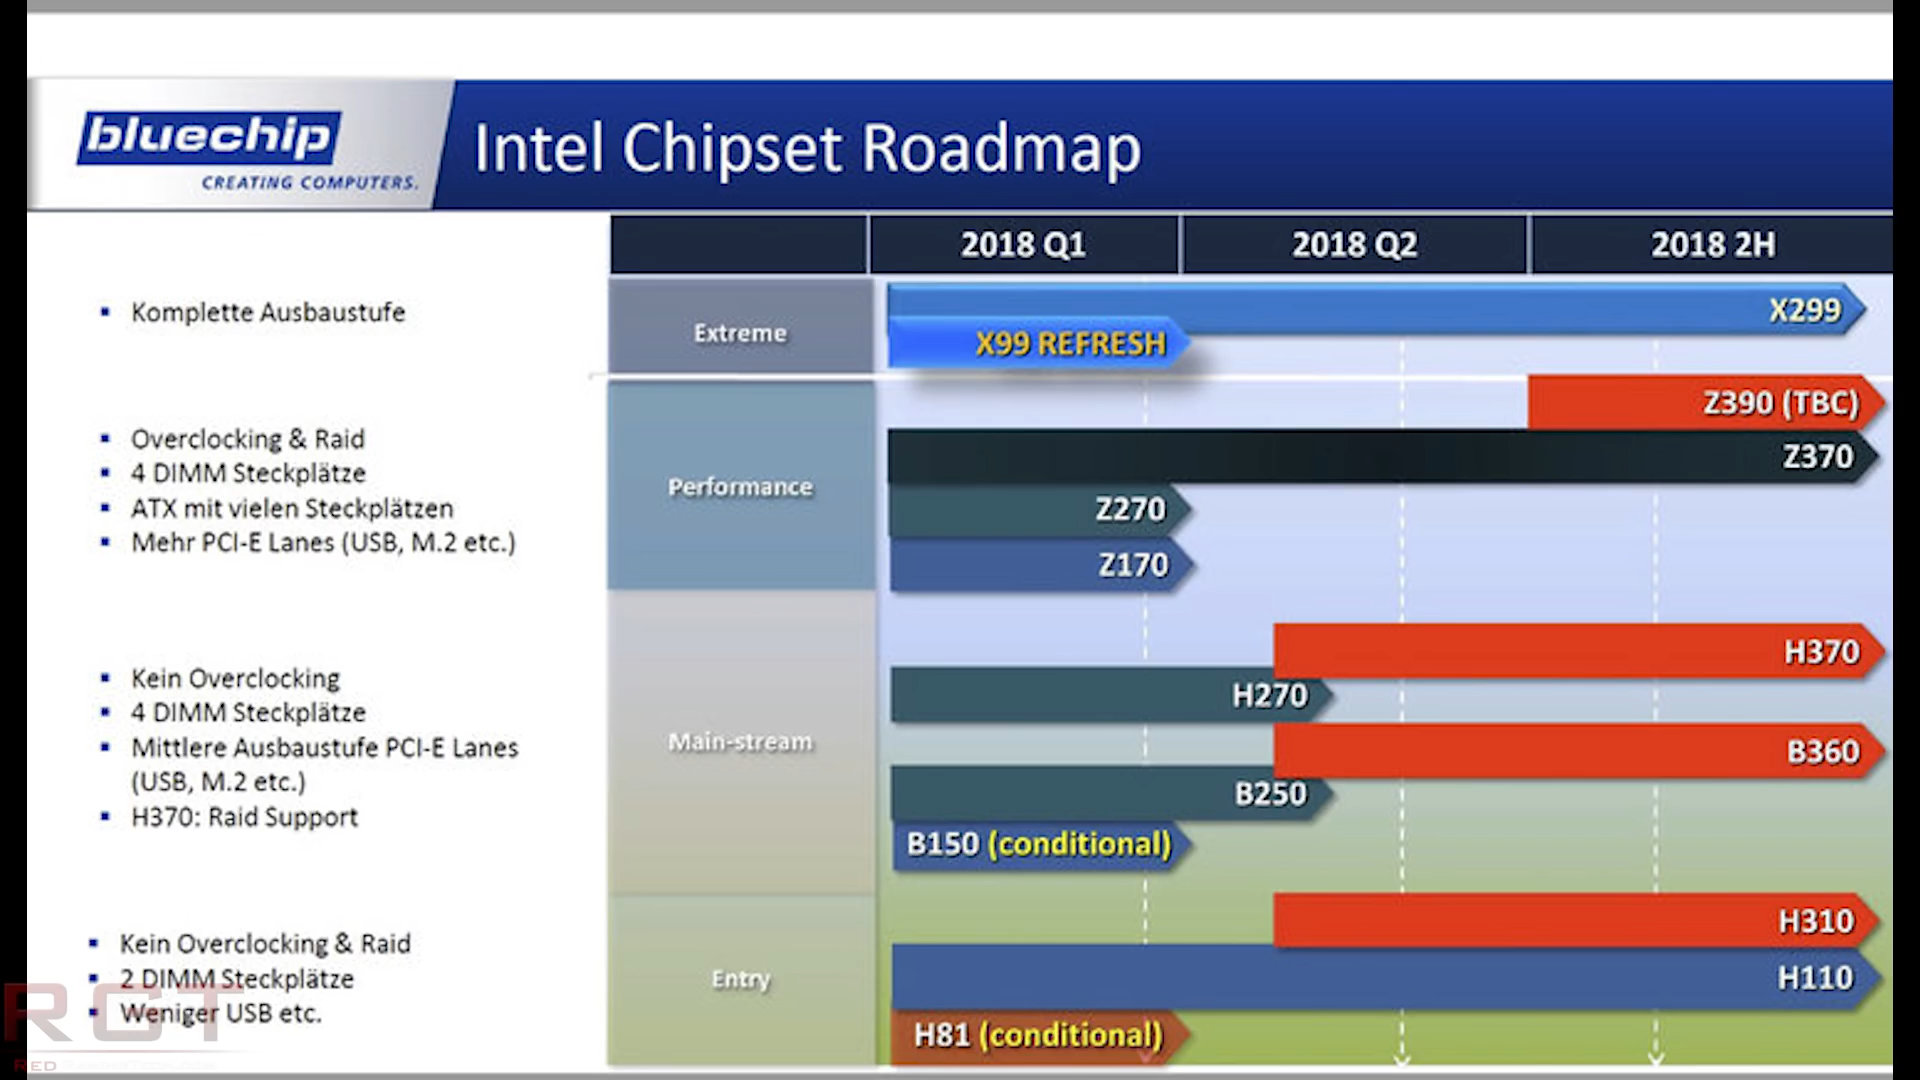 bluechip
CREATING COMPUTERS.
Intel Chipset Roadmap
2018 Q1
2018 Q2
2018 2H
▪ Komplette Ausbaustufe
Extreme
X299
X99 REFRESH
▪ Overclocking & Raid
▪ 4 DIMM Steckplätze
▪ ATX mit vielen Steckplätzen
▪ Mehr PCI-E Lanes (USB, M.2 etc.)
Performance
Z390 (TBC)
Z370
Z270
Z170
▪ Kein Overclocking
▪ 4 DIMM Steckplätze
▪ Mittlere Ausbaustufe PCI-E Lanes
(USB, M.2 etc.)
▪ H370: Raid Support
Main-stream
H370
H270
B360
B250
B150 (conditional)
▪ Kein Overclocking & Raid
▪ 2 DIMM Steckplätze
▪ Weniger USB etc.
Entry
H310
H110
H81 (conditional)
RGT
RED